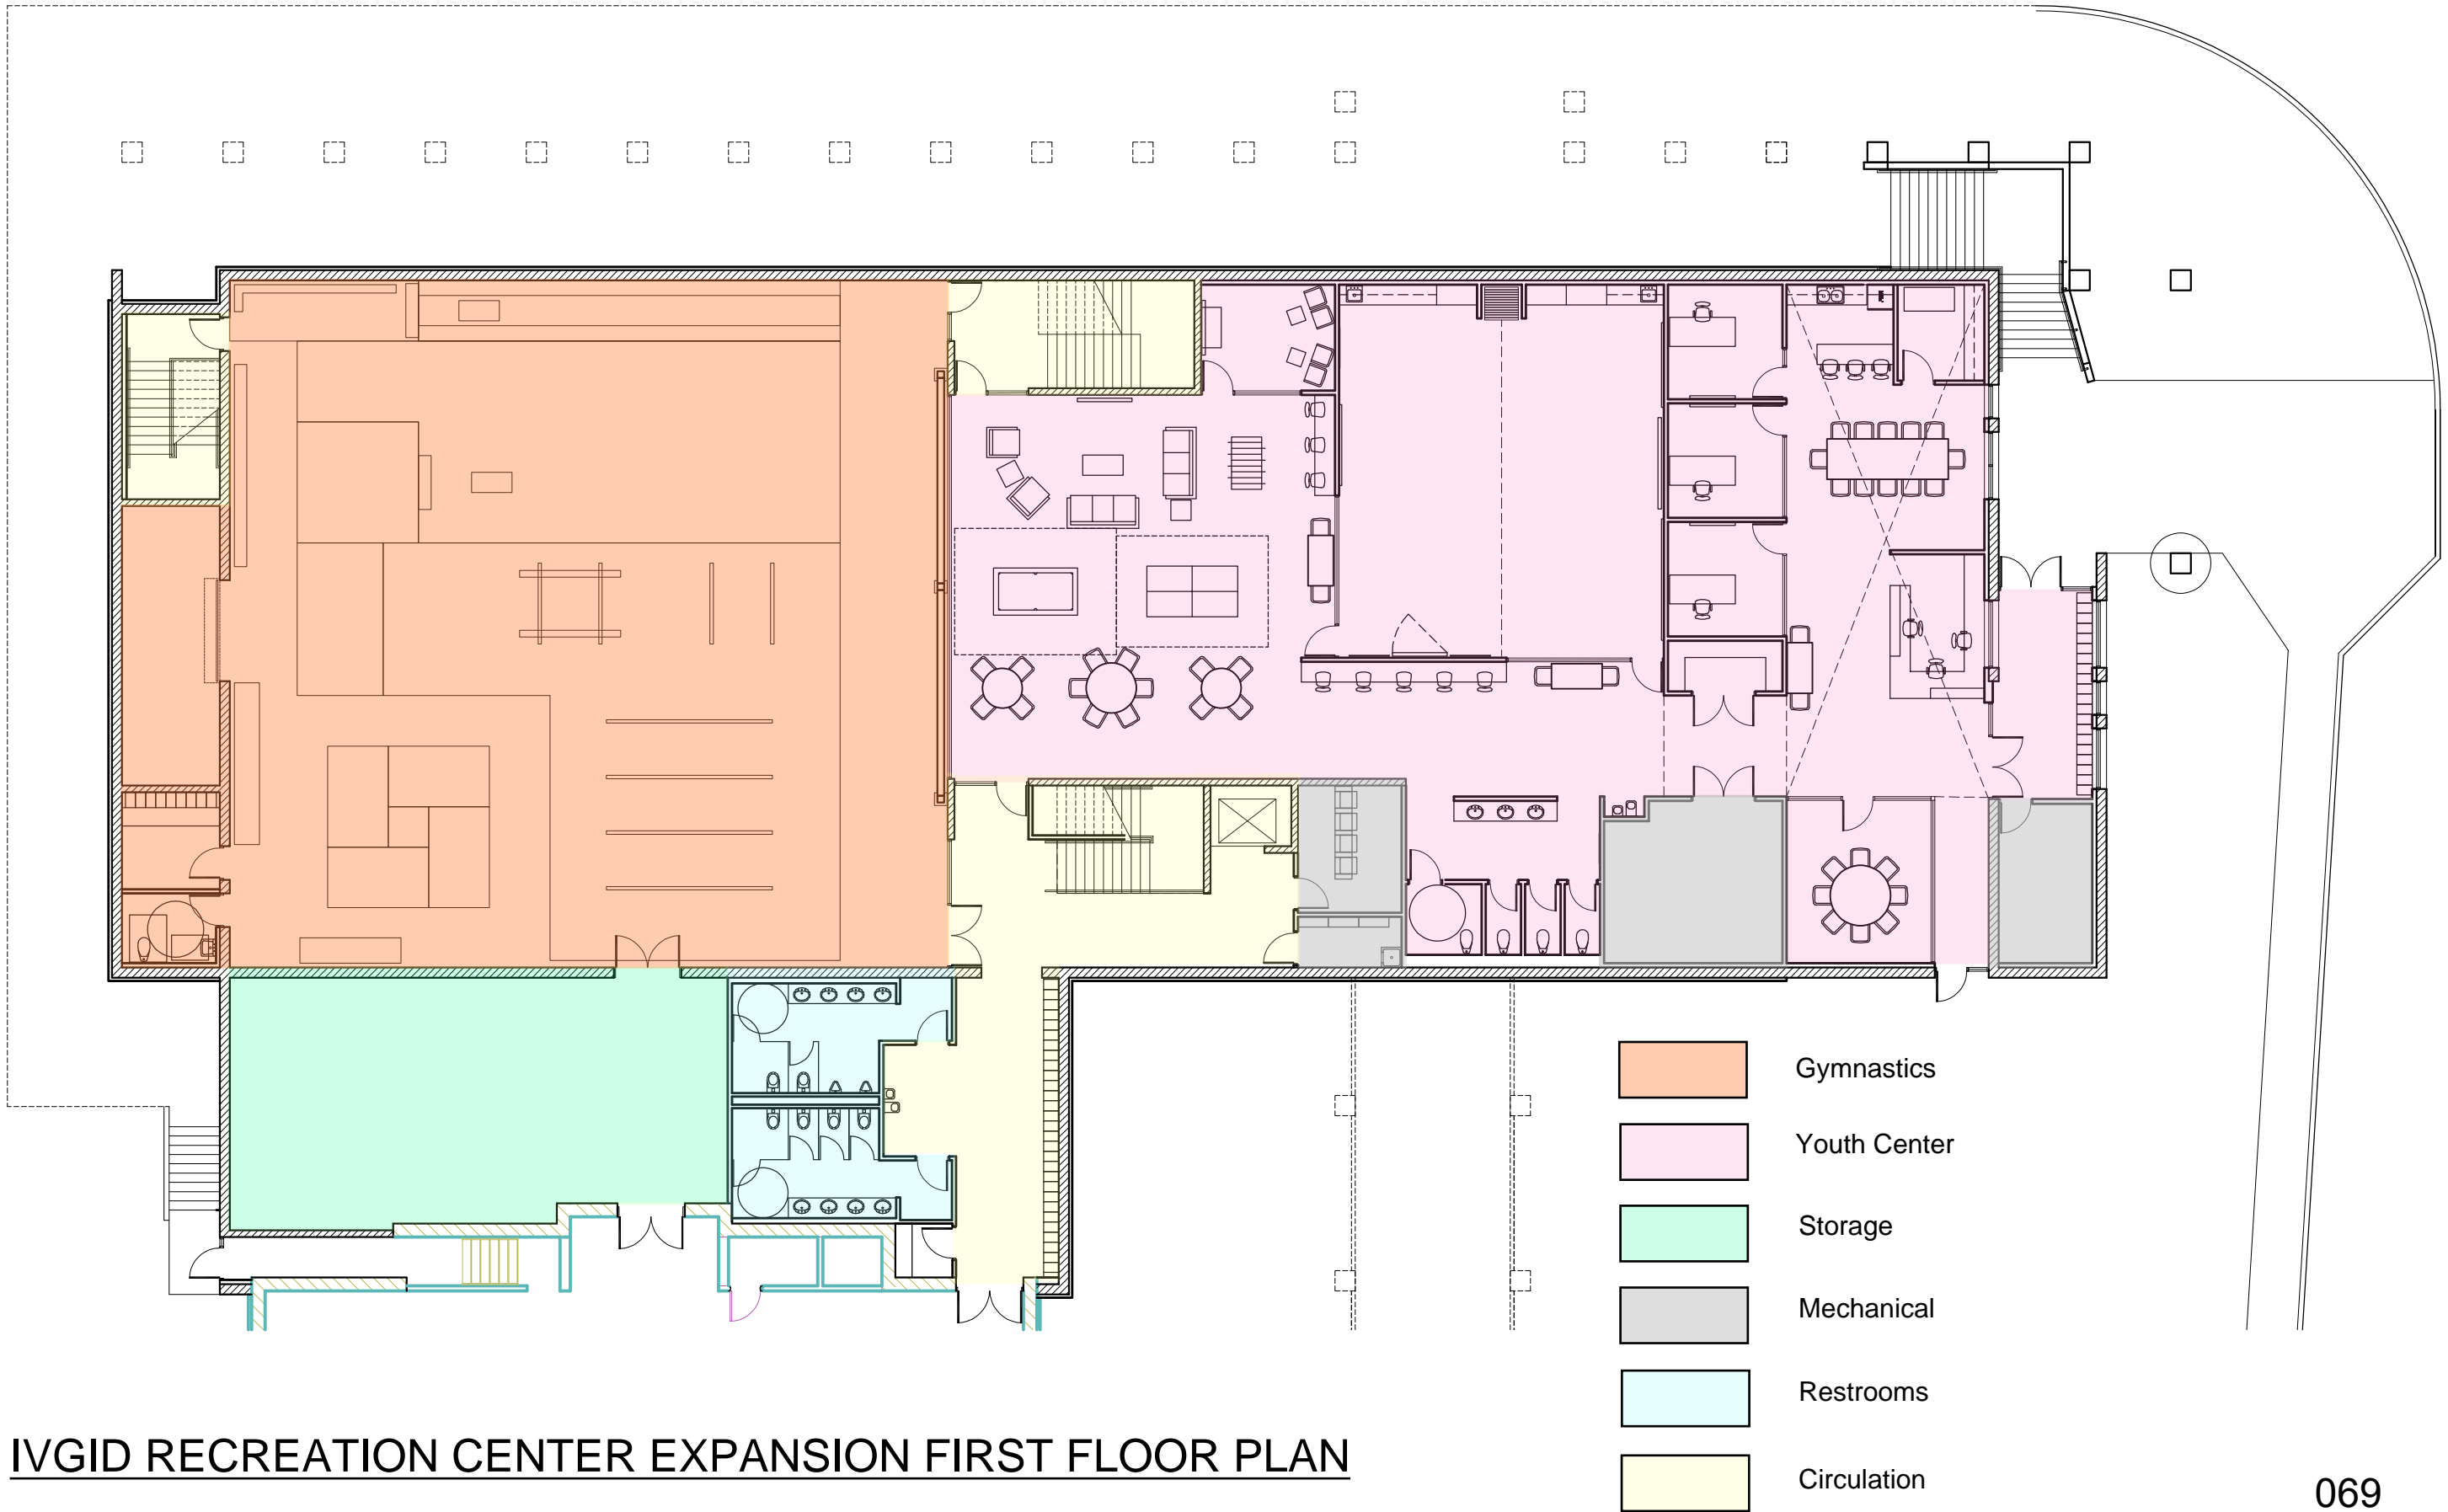 Gymnastics
Youth Center
Storage
Mechanical
Restrooms
Circulation
IVGID RECREATION CENTER EXPANSION FIRST FLOOR PLAN
069